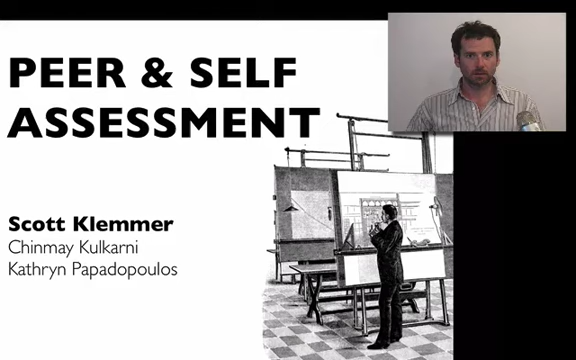 PEER & SELF
ASSESSMENT
Scott Klemmer
Chinmay Kulkarni
Kathryn Papadopoulos